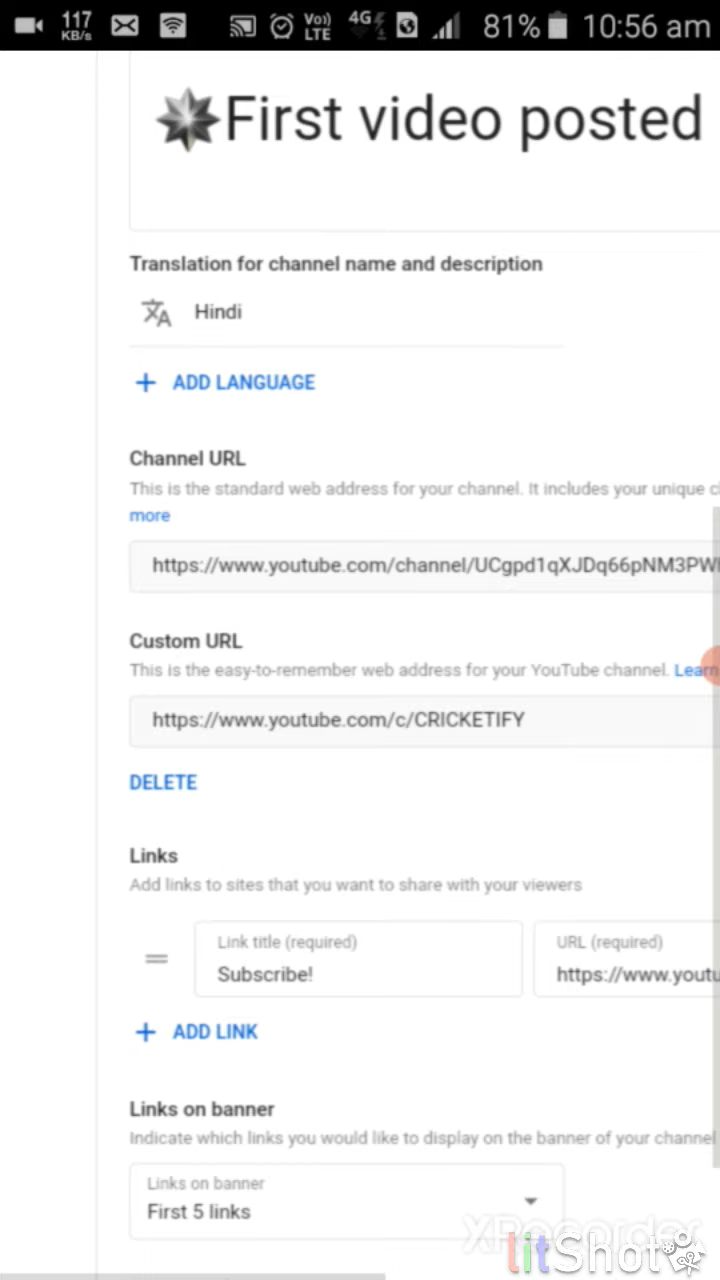 117
KB/s
Vo))
LTE
4G
81%
10:56 am
First video posted
Translation for channel name and description
Hindi
ADD LANGUAGE
Channel URL
This is the standard web address for your channel. It includes your unique
more
https://www.youtube.com/channel/UCgpd1qXJDq66pNM3PW
Custom URL
This is the easy-to-remember web address for your YouTube channel. Learn
https://www.youtube.com/c/CRICKETIFY
DELETE
Links
Add links to sites that you want to share with your viewers
Link title (required)
URL (required)
Subscribe!
https://www.youtu
ADD LINK
Links on banner
Indicate which links you would like to display on the banner of your channel
Links on banner
First 5 links
XRecorder
litShot